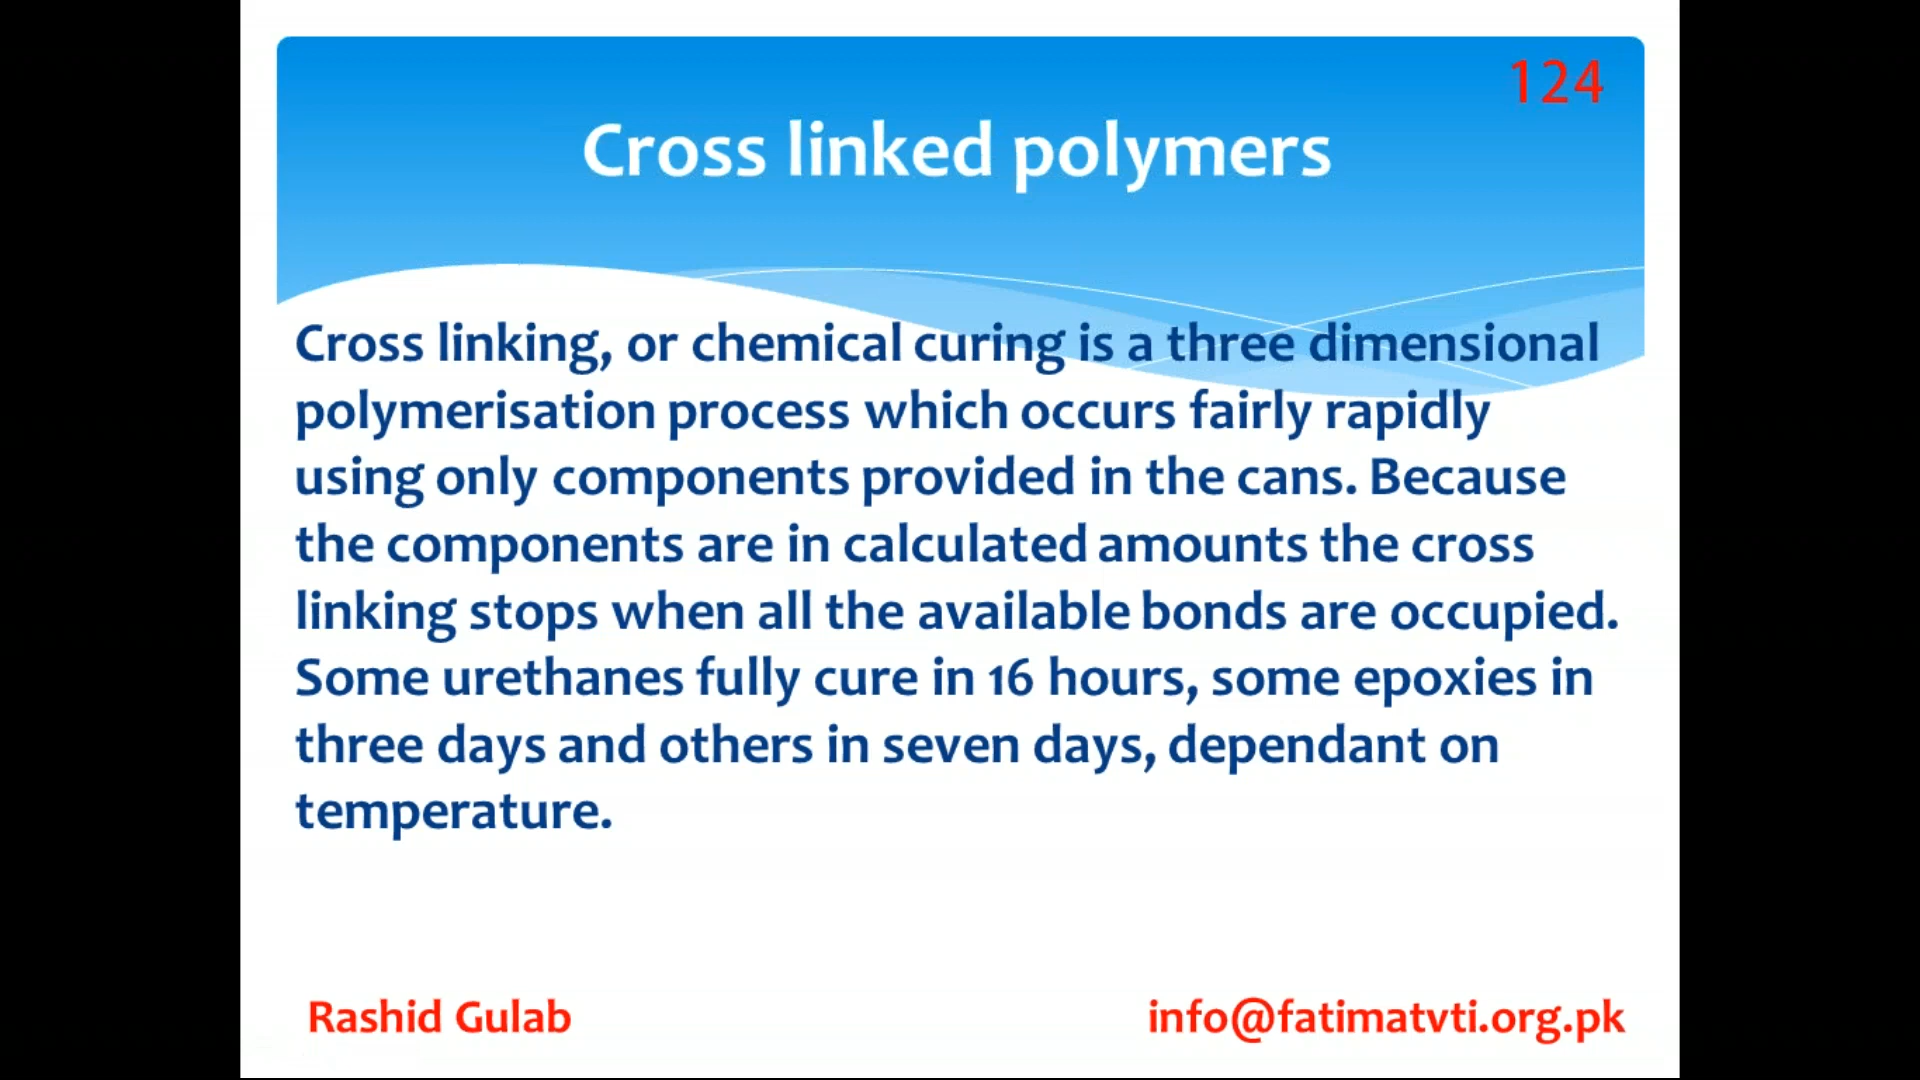 124
Cross linked polymers
Cross linking, or chemical curing is a three dimensional
polymerisation process which occurs fairly rapidly
using only components provided in the cans. Because
the components are in calculated amounts the cross
linking stops when all the available bonds are occupied.
Some urethanes fully cure in 16 hours, some epoxies in
three days and others in seven days, dependant on
temperature.
Rashid Gulab
info@fatimatvti.org.pk